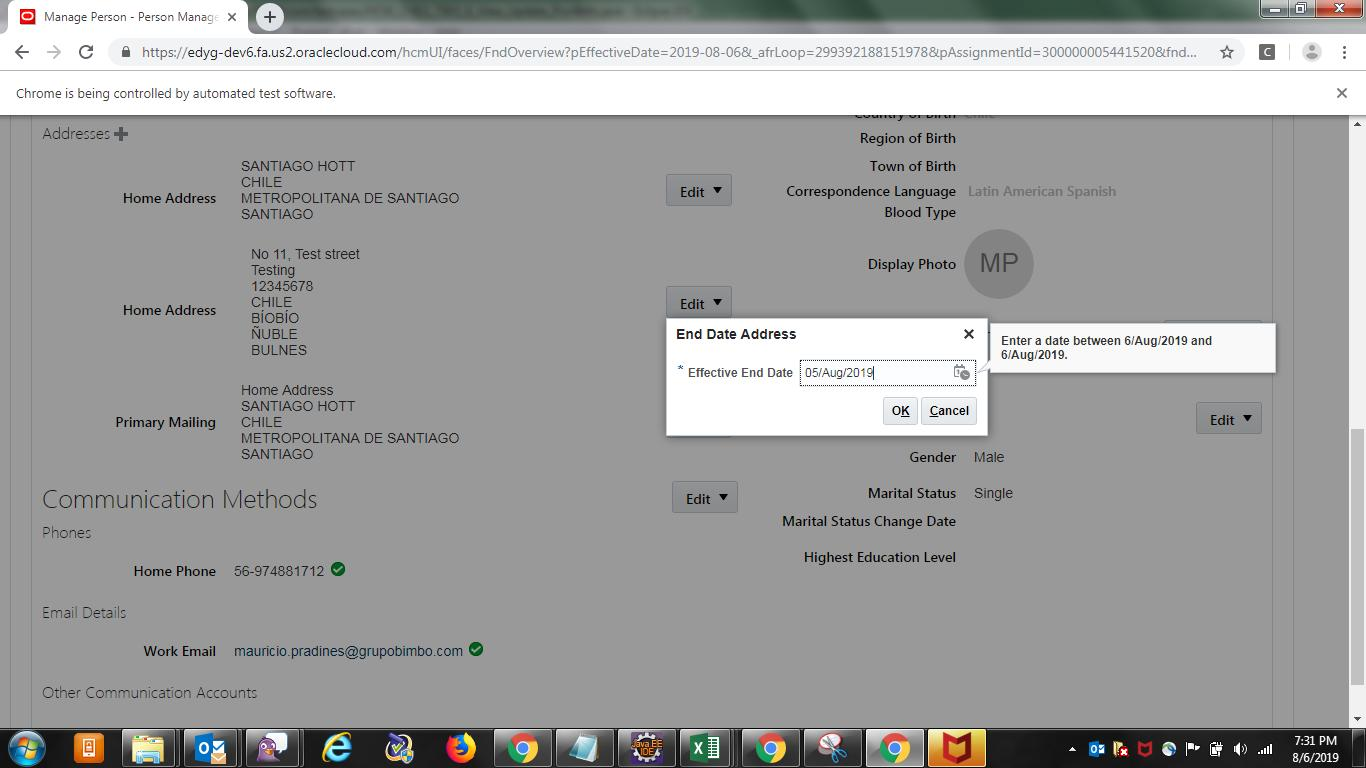 Manage Person - Person Manage
https://edyg-dev6.fa.us2.oraclecloud.com/hcmUI/faces/FndOverview?pEffectiveDate=2019-08-06&_afrLoop=299392188151978&pAssignmentId=300000005441520&fnd...
C
Chrome is being controlled by automated test software.
Addresses
Home Address
SANTIAGO HOTT
CHILE
METROPOLITANA DE SANTIAGO
SANTIAGO
Edit
Home Address
No 11, Test street
Testing
12345678
CHILE
BÍOBÍO
ÑUBLE
BULNES
Edit
Primary Mailing
Home Address
SANTIAGO HOTT
CHILE
METROPOLITANA DE SANTIAGO
SANTIAGO
Communication Methods
Edit
Phones
Home Phone 56-974881712
Email Details
Work Email mauricio.pradines@grupobimbo.com
Other Communication Accounts
Country of Birth Chile
Region of Birth
Town of Birth
Correspondence Language Latin American Spanish
Blood Type
Display Photo MP
End Date Address
* Effective End Date 05/Aug/2019
OK Cancel
Enter a date between 6/Aug/2019 and
6/Aug/2019.
Edit
Gender Male
Marital Status Single
Marital Status Change Date
Highest Education Level
Java EE
IDE
7:31 PM
8/6/2019